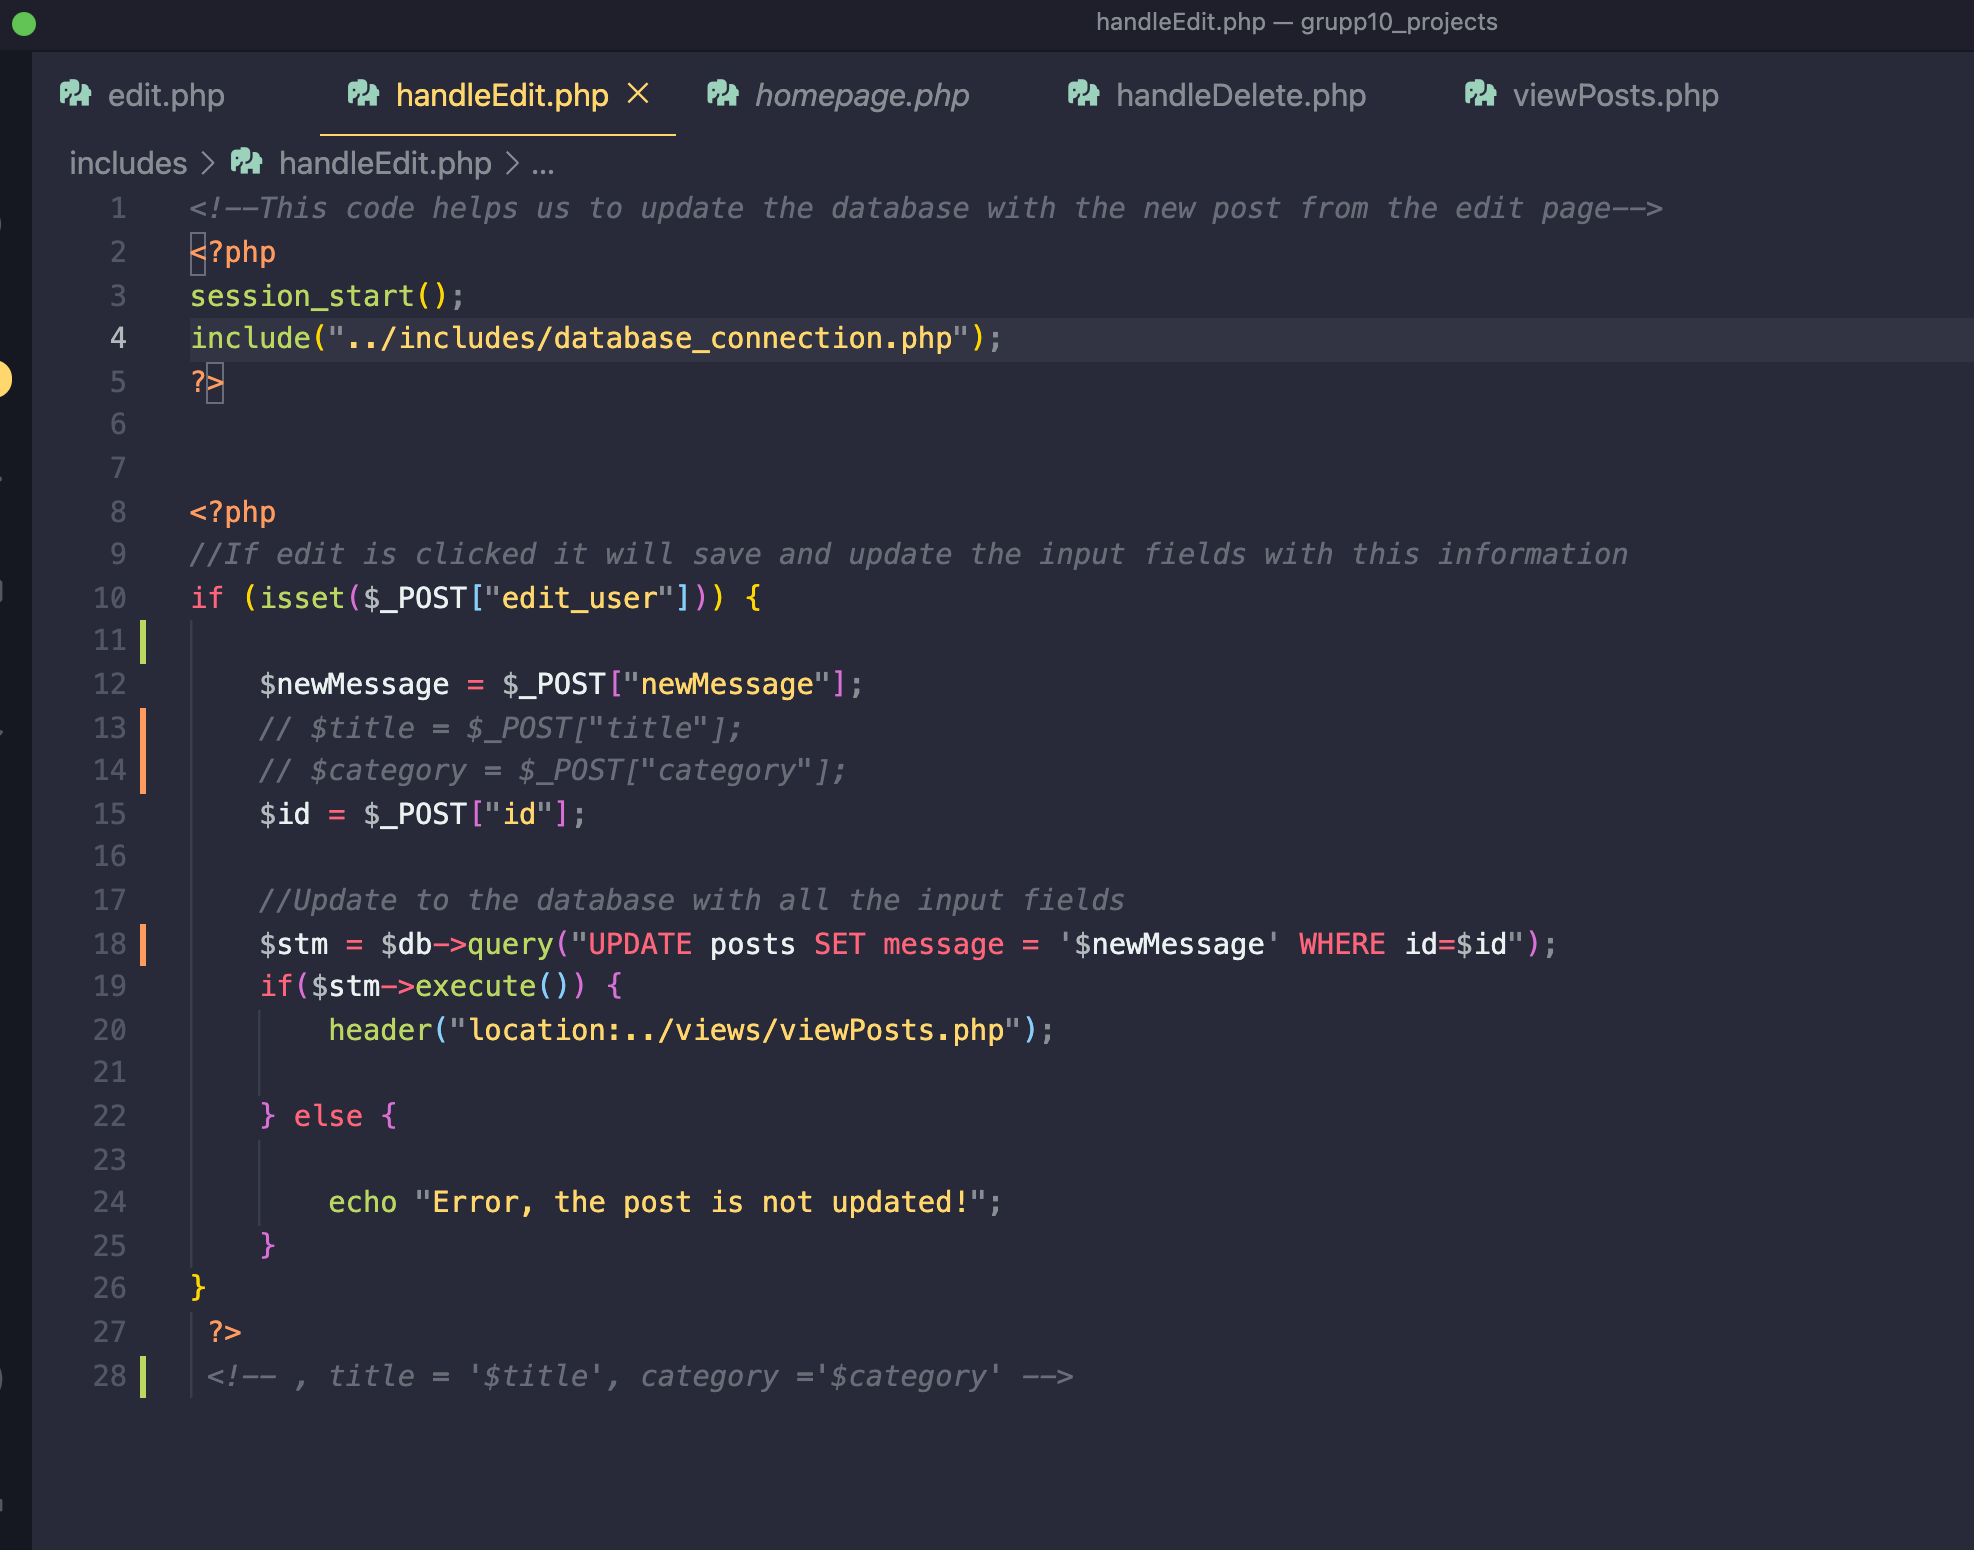 handleEdit.php — grupp10_projects
edit.php handleEdit.php homepage.php handleDelete.php viewPosts.php
includes > handleEdit.php > ...
1 <!--This code helps us to update the database with the new post from the edit page-->
2 <?php
3 session_start();
4 include("../includes/database_connection.php");
5 ?>
6
7
8 <?php
9 //If edit is clicked it will save and update the input fields with this information
10 if (isset($_POST["edit_user"])) {
11
12 $newMessage = $_POST["newMessage"];
13 // $title = $_POST["title"];
14 // $category = $_POST["category"];
15 $id = $_POST["id"];
16
17 //Update to the database with all the input fields
18 $stm = $db->query("UPDATE posts SET message = '$newMessage' WHERE id=$id");
19 if($stm->execute()) {
20 header("location:../views/viewPosts.php");
21
22 } else {
23
24 echo "Error, the post is not updated!";
25 }
26 }
27 ?>
28 <!-- , title = '$title', category ='$category' -->